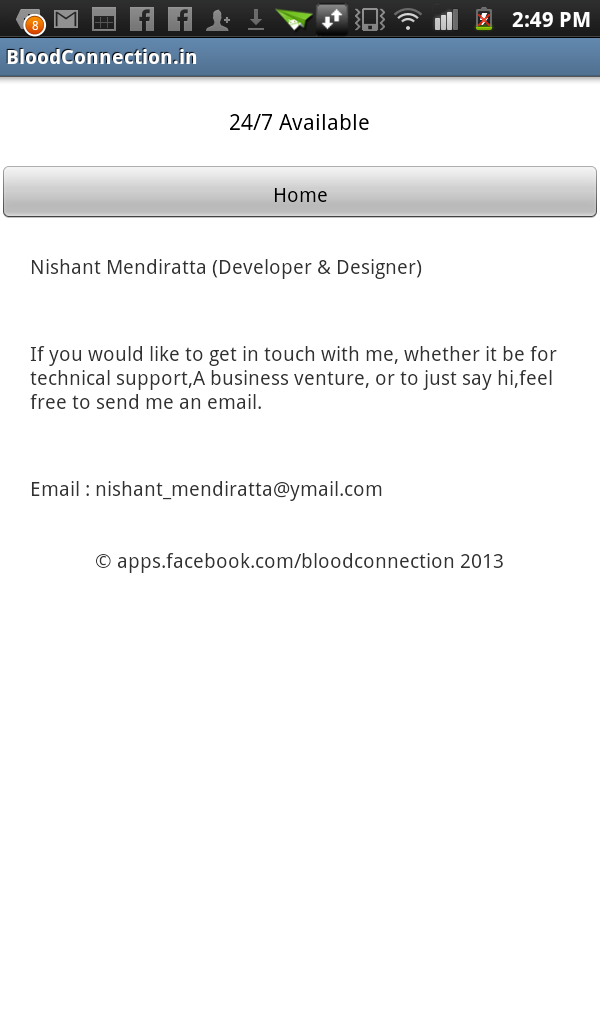 8
2:49 PM
BloodConnection.in
24/7 Available
Home
Nishant Mendiratta (Developer & Designer)
If you would like to get in touch with me, whether it be for
technical support,A business venture, or to just say hi,feel
free to send me an email.
Email : nishant_mendiratta@ymail.com
© apps.facebook.com/bloodconnection 2013